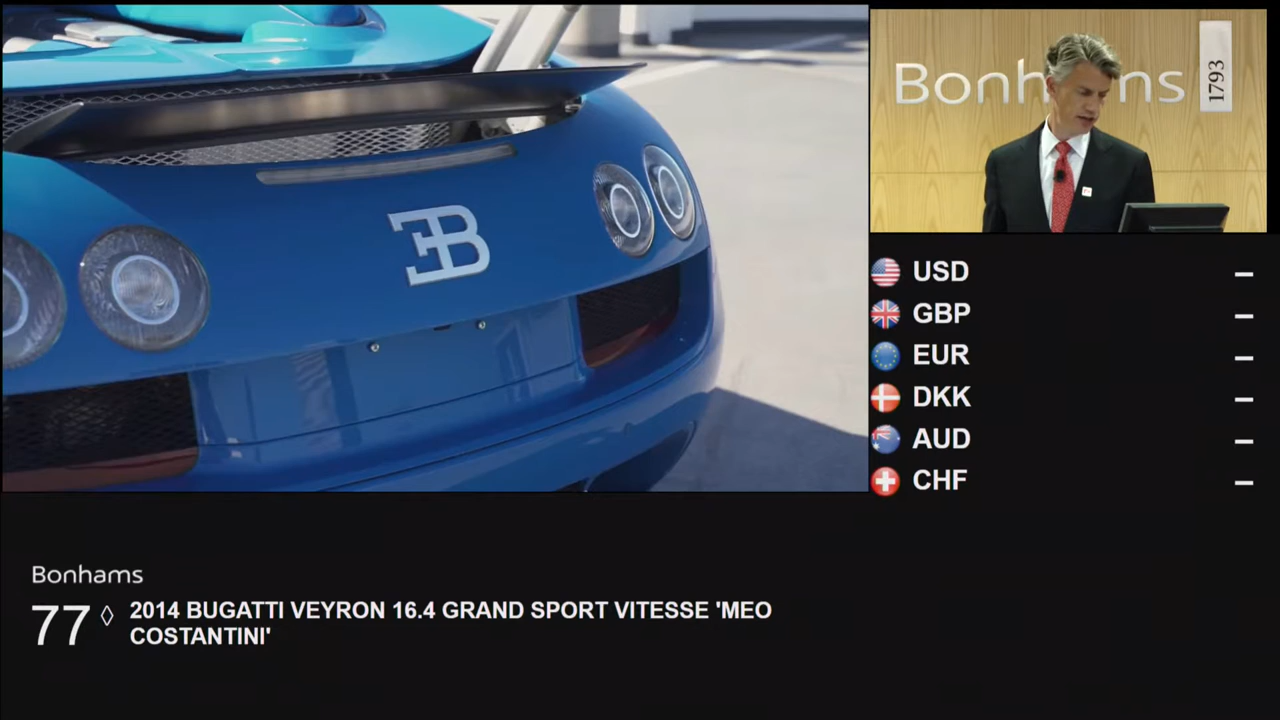 EB
Bonhams
1793
USD –
GBP –
EUR –
DKK –
AUD –
CHF –
Bonhams
77 ◊ 2014 BUGATTI VEYRON 16.4 GRAND SPORT VITESSE 'MEO
COSTANTINI'